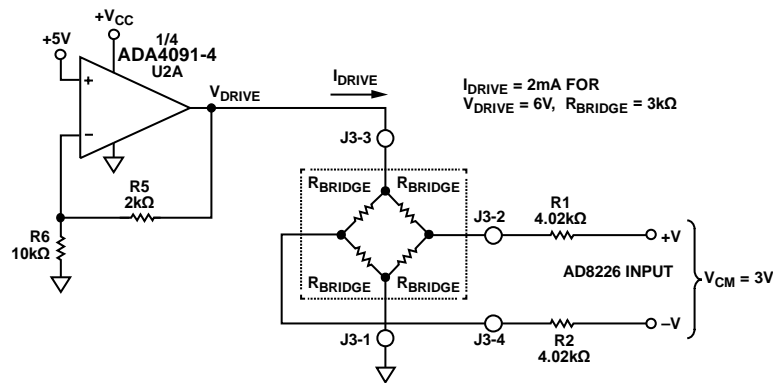 +VCC
+5V
1/4
ADA4091-4
U2A
+
−
VDRIVE
IDRIVE
IDRIVE = 2mA FOR
VDRIVE = 6V, RBRIDGE = 3kΩ
J3-3
R5
2kΩ
R6
10kΩ
RBRIDGE RBRIDGE
J3-2
R1
4.02kΩ
+V
AD8226 INPUT
VCM = 3V
RBRIDGE RBRIDGE
J3-1
J3-4
R2
4.02kΩ
−V